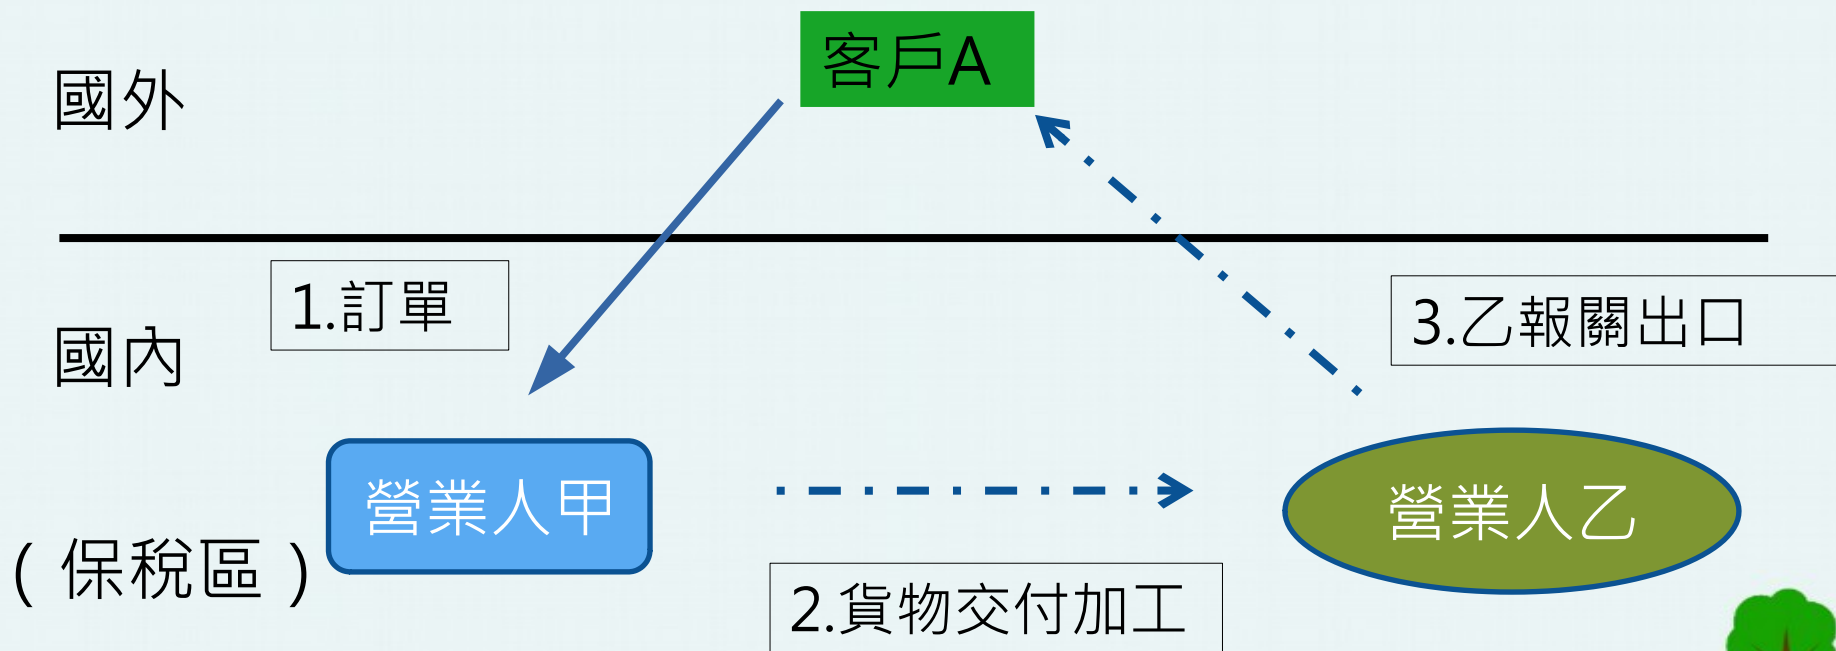 客戶A
國外
1.訂單
3.乙報關出口
國內
營業人甲
營業人乙
(保稅區)
2.貨物交付加工